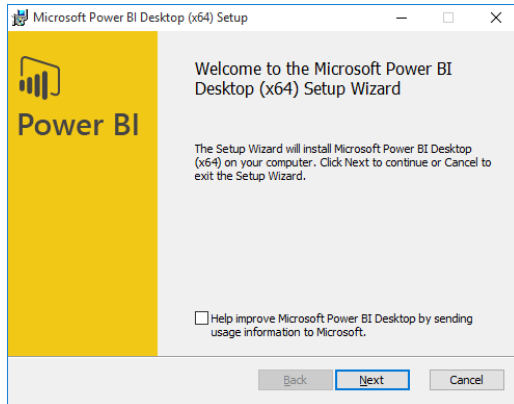 Microsoft Power BI Desktop (x64) Setup
Power BI
Welcome to the Microsoft Power BI
Desktop (x64) Setup Wizard
The Setup Wizard will install Microsoft Power BI Desktop
(x64) on your computer. Click Next to continue or Cancel to
exit the Setup Wizard.
Help improve Microsoft Power BI Desktop by sending
usage information to Microsoft.
Back Next Cancel